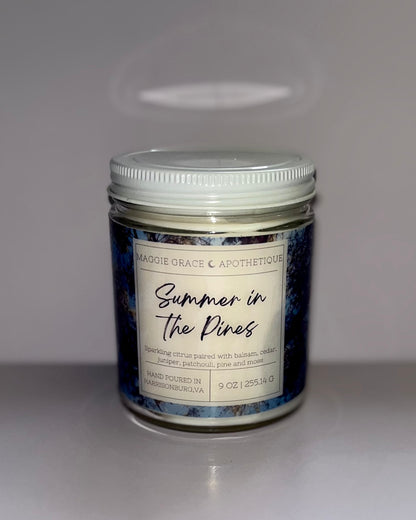 MAGGIE GRACE ☾ APOTHETIQUE
Summer in
The Pines
Sparkling citrus paired with balsam, cedar,
juniper, patchouli, pine and moss
HAND POURED IN
HARRISONBURG,VA
9 OZ | 255.14 G